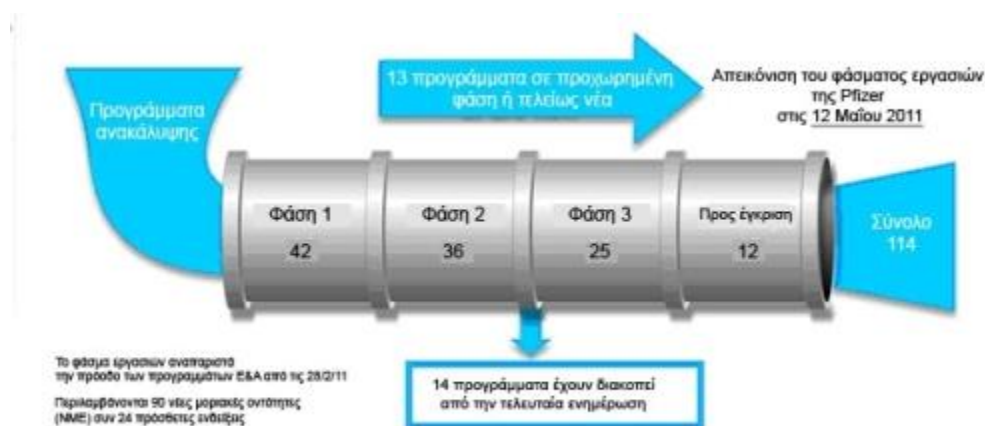 13 προγράμματα σε προχωρημένη
φάση ή τελείως νέα
Απεικόνιση του φάσματος εργασιών
της Pfizer
στις 12 Μαΐου 2011
Προγράμματα
ανακάλυψης
Φάση 1
42
Φάση 2
36
Φάση 3
25
Προς έγκριση
12
Σύνολο
114
Το φάσμα εργασιών αναπαριστά
την πρόοδο των προγραμμάτων Ε&Α από τις 28/2/11
Περιλαμβάνονται 90 νέες μοριακές οντότητες
(NME) συν 24 πρόσθετες ενδείξεις
14 προγράμματα έχουν διακοπεί
από την τελευταία ενημέρωση